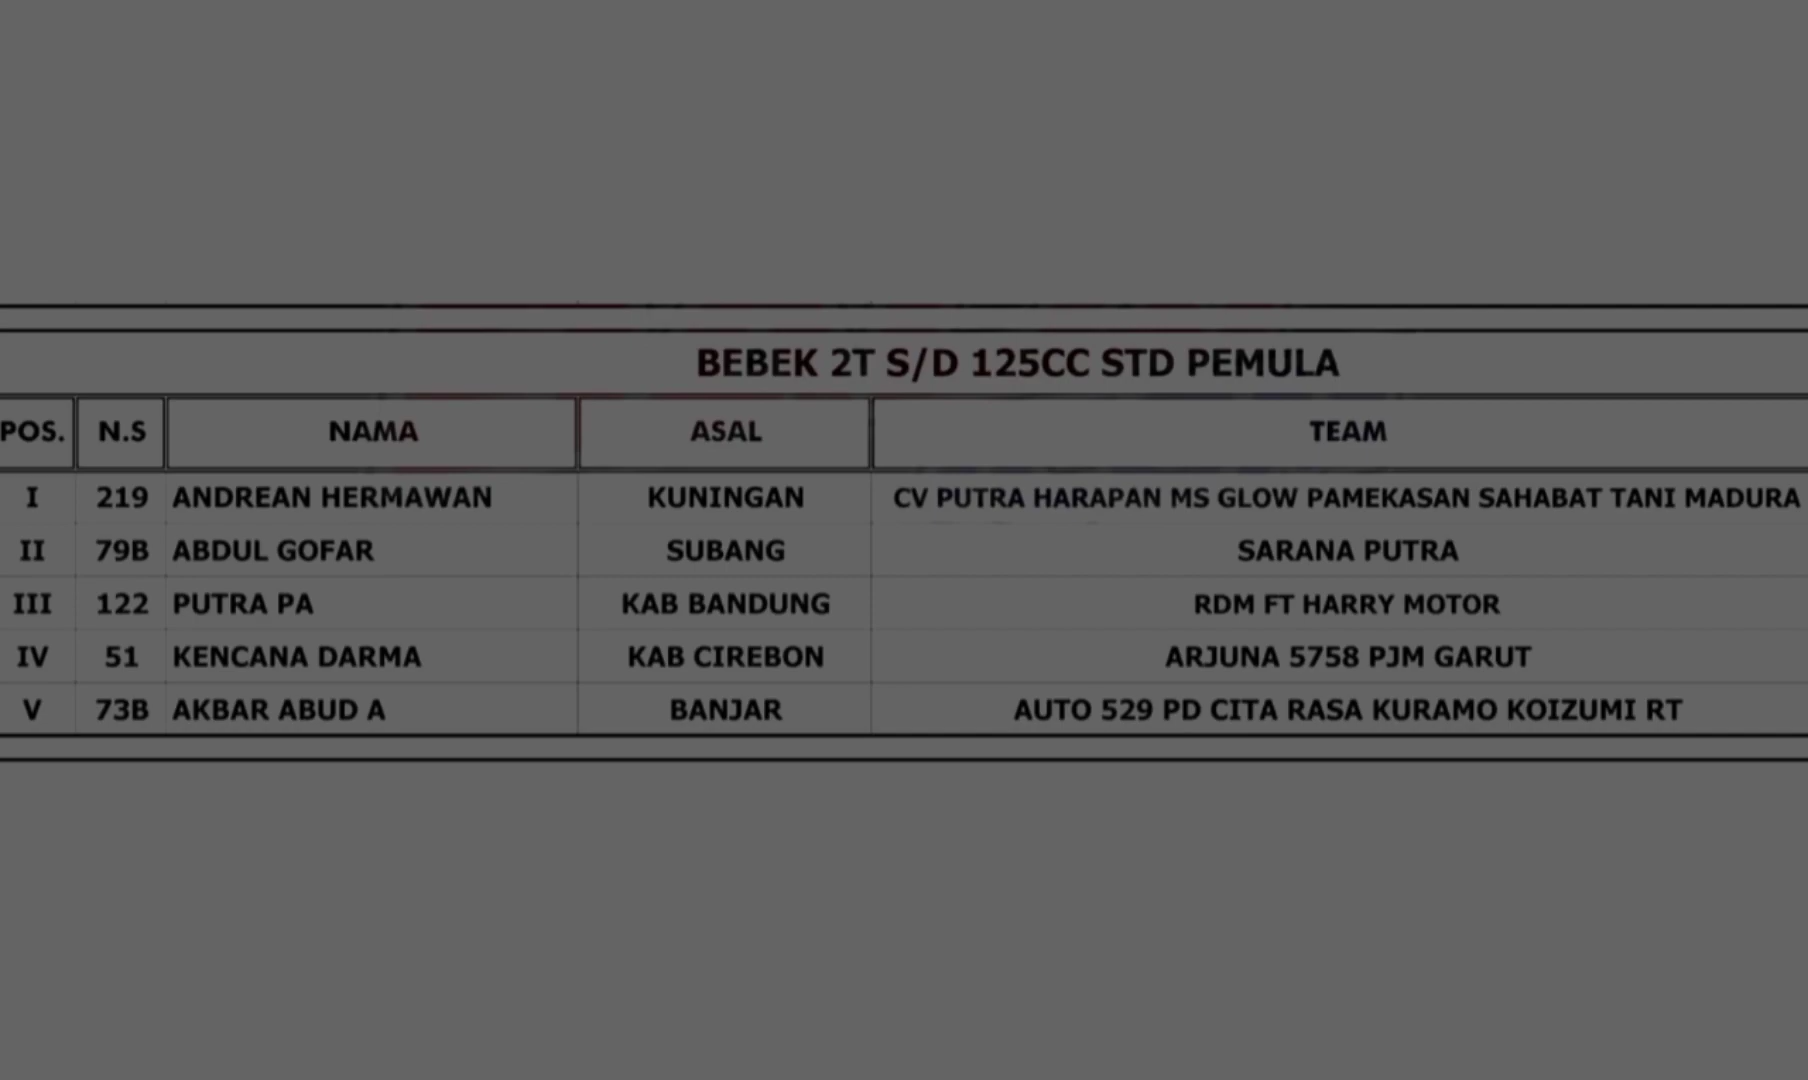 BEBEK 2T S/D 125CC STD PEMULA
POS. N.S NAMA ASAL TEAM
I 219 ANDREAN HERMAWAN KUNINGAN CV PUTRA HARAPAN MS GLOW PAMEKASAN SAHABAT TANI MADURA
II 79B ABDUL GOFAR SUBANG SARANA PUTRA
III 122 PUTRA PA KAB BANDUNG RDM FT HARRY MOTOR
IV 51 KENCANA DARMA KAB CIREBON ARJUNA 5758 PJM GARUT
V 73B AKBAR ABUD A BANJAR AUTO 529 PD CITA RASA KURAMO KOIZUMI RT